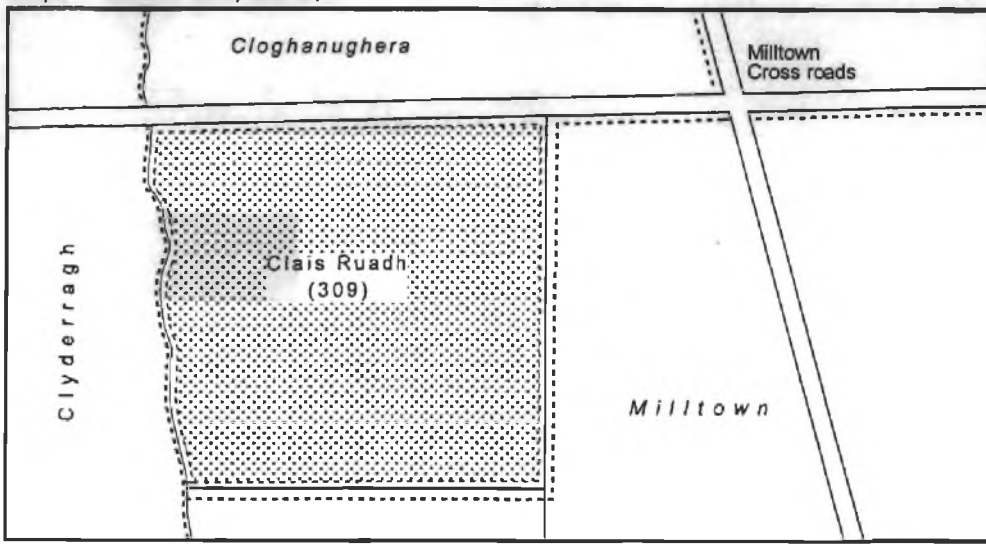 Cloghanughera
Milltown
Cross roads
Clyderragh
Clais Ruadh
(309)
Milltown